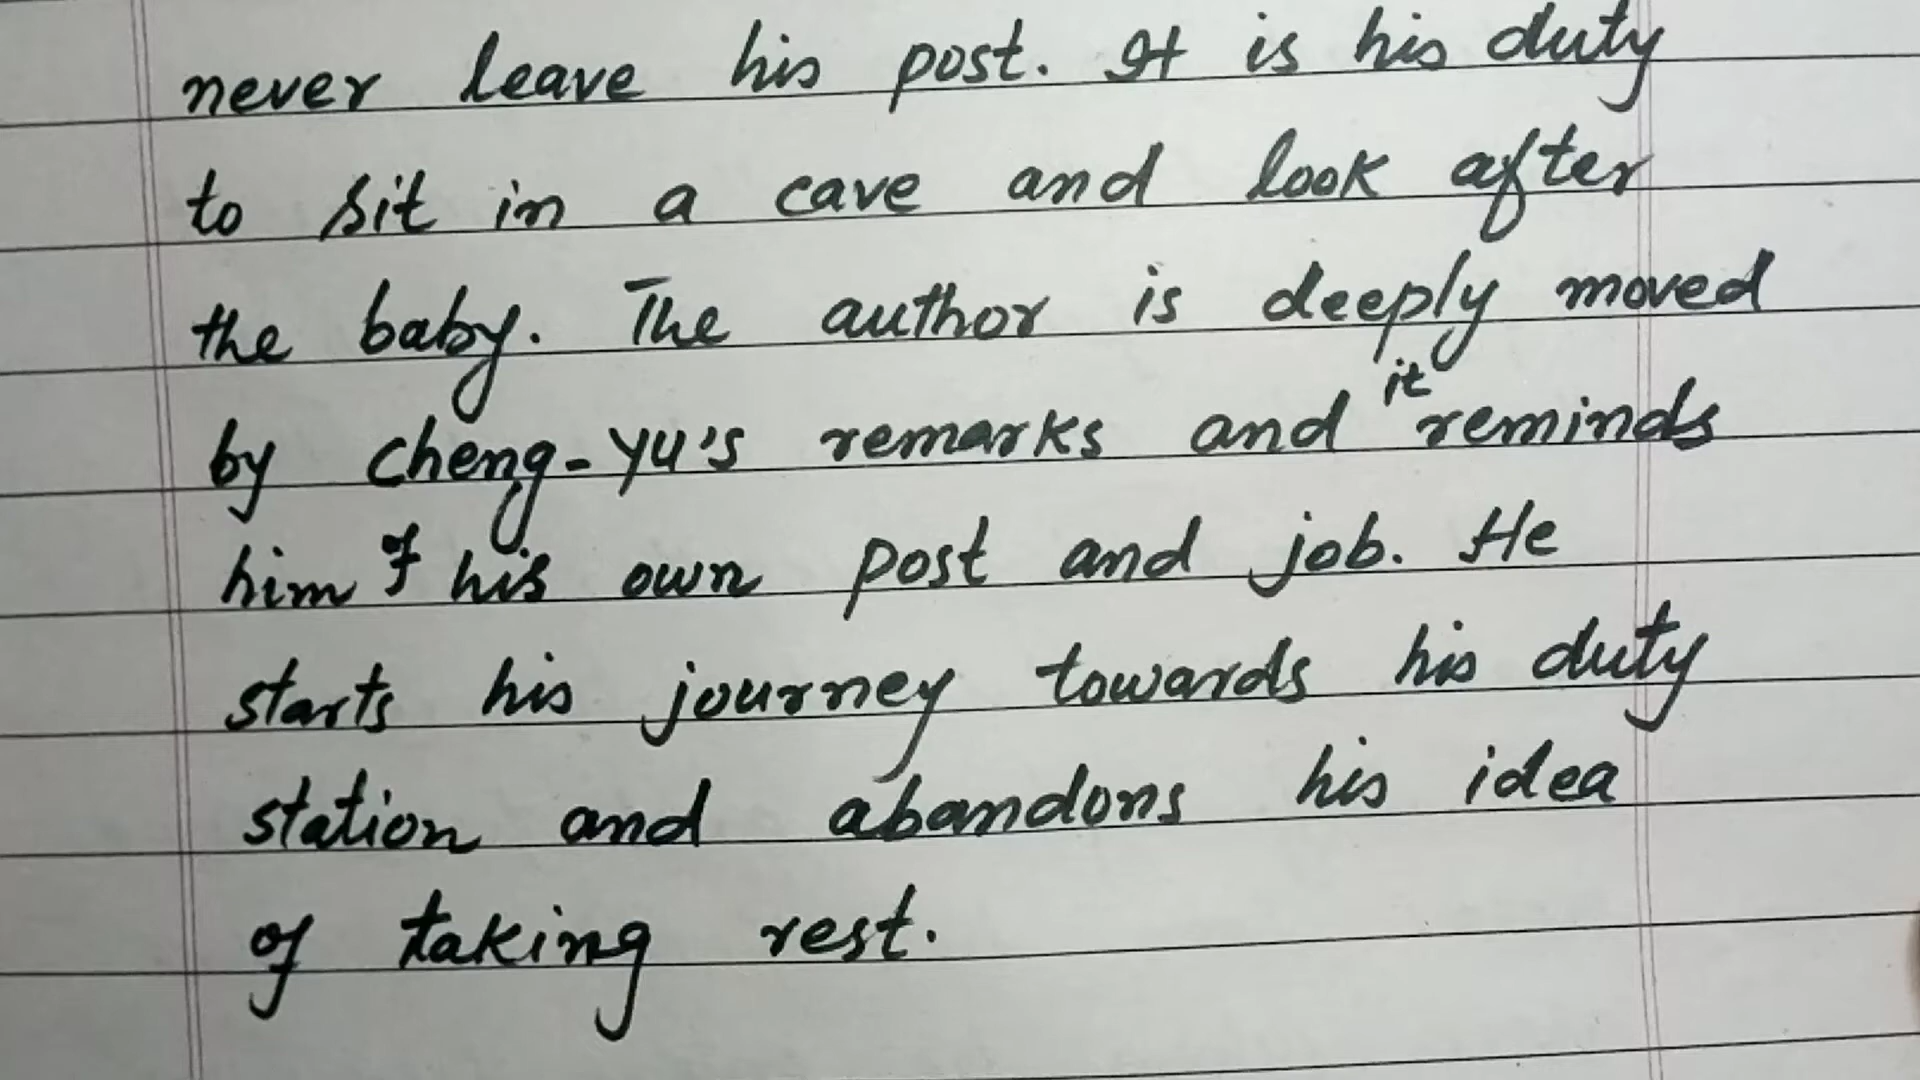 never leave his post. It is his duty
to sit in a cave and look after
the baby. The author is deeply moved
by cheng-yu's remarks and it reminds
him of his own post and job. He
starts his journey towards his duty
station and abandons his idea
of taking rest.